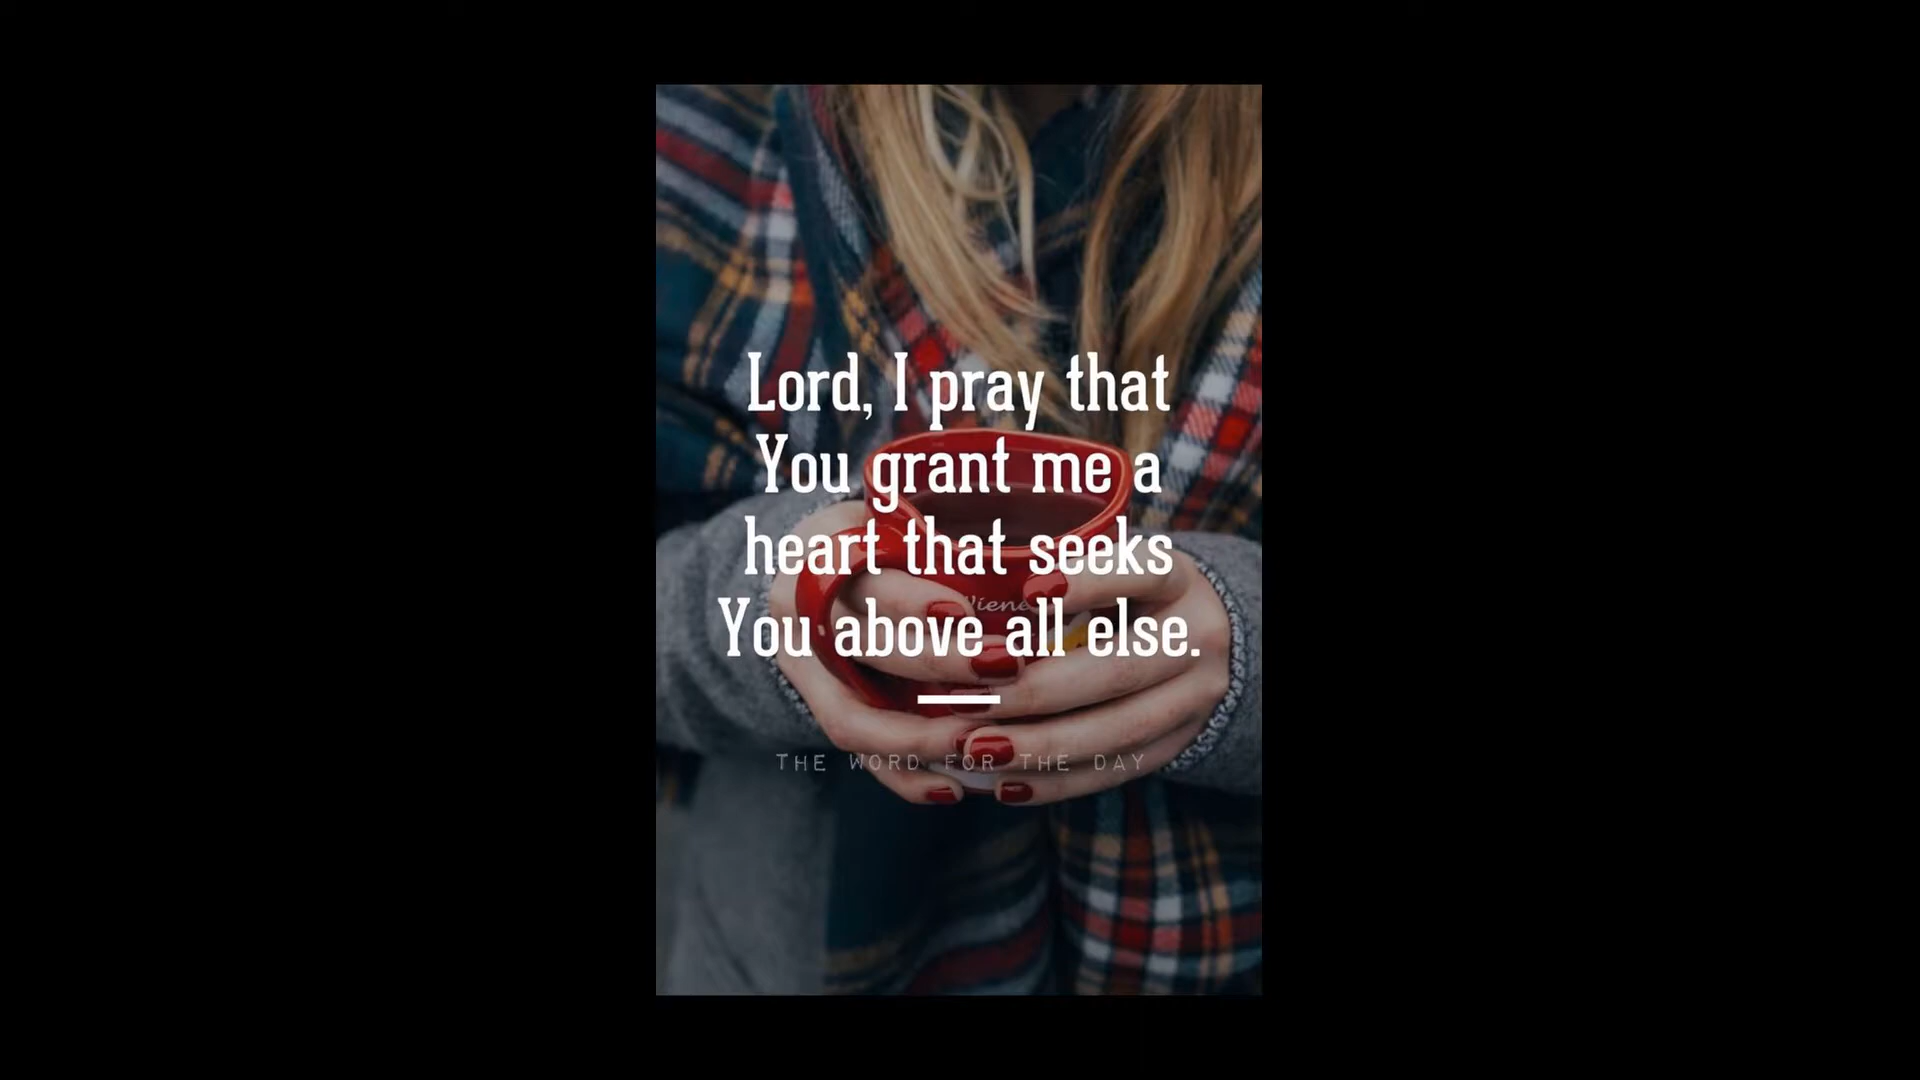 Lord, I pray that
You grant me a
heart that seeks
You above all else.
THE WORD FOR THE DAY